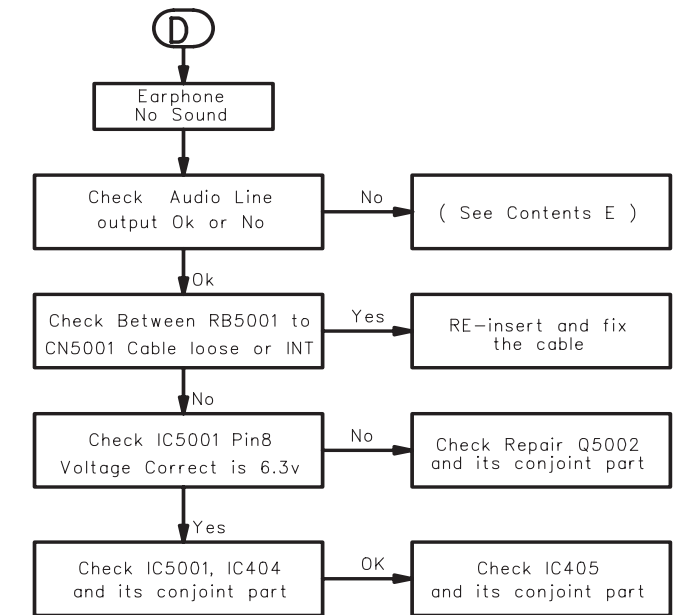 D
Earphone
No Sound
Check Audio Line
output Ok or No
No
( See Contents E )
Ok
Check Between RB5001 to
CN5001 Cable loose or INT
Yes
RE-insert and fix
the cable
No
Check IC5001 Pin8
Voltage Correct is 6.3v
No
Check Repair Q5002
and its conjoint part
Yes
Check IC5001, IC404
and its conjoint part
OK
Check IC405
and its conjoint part